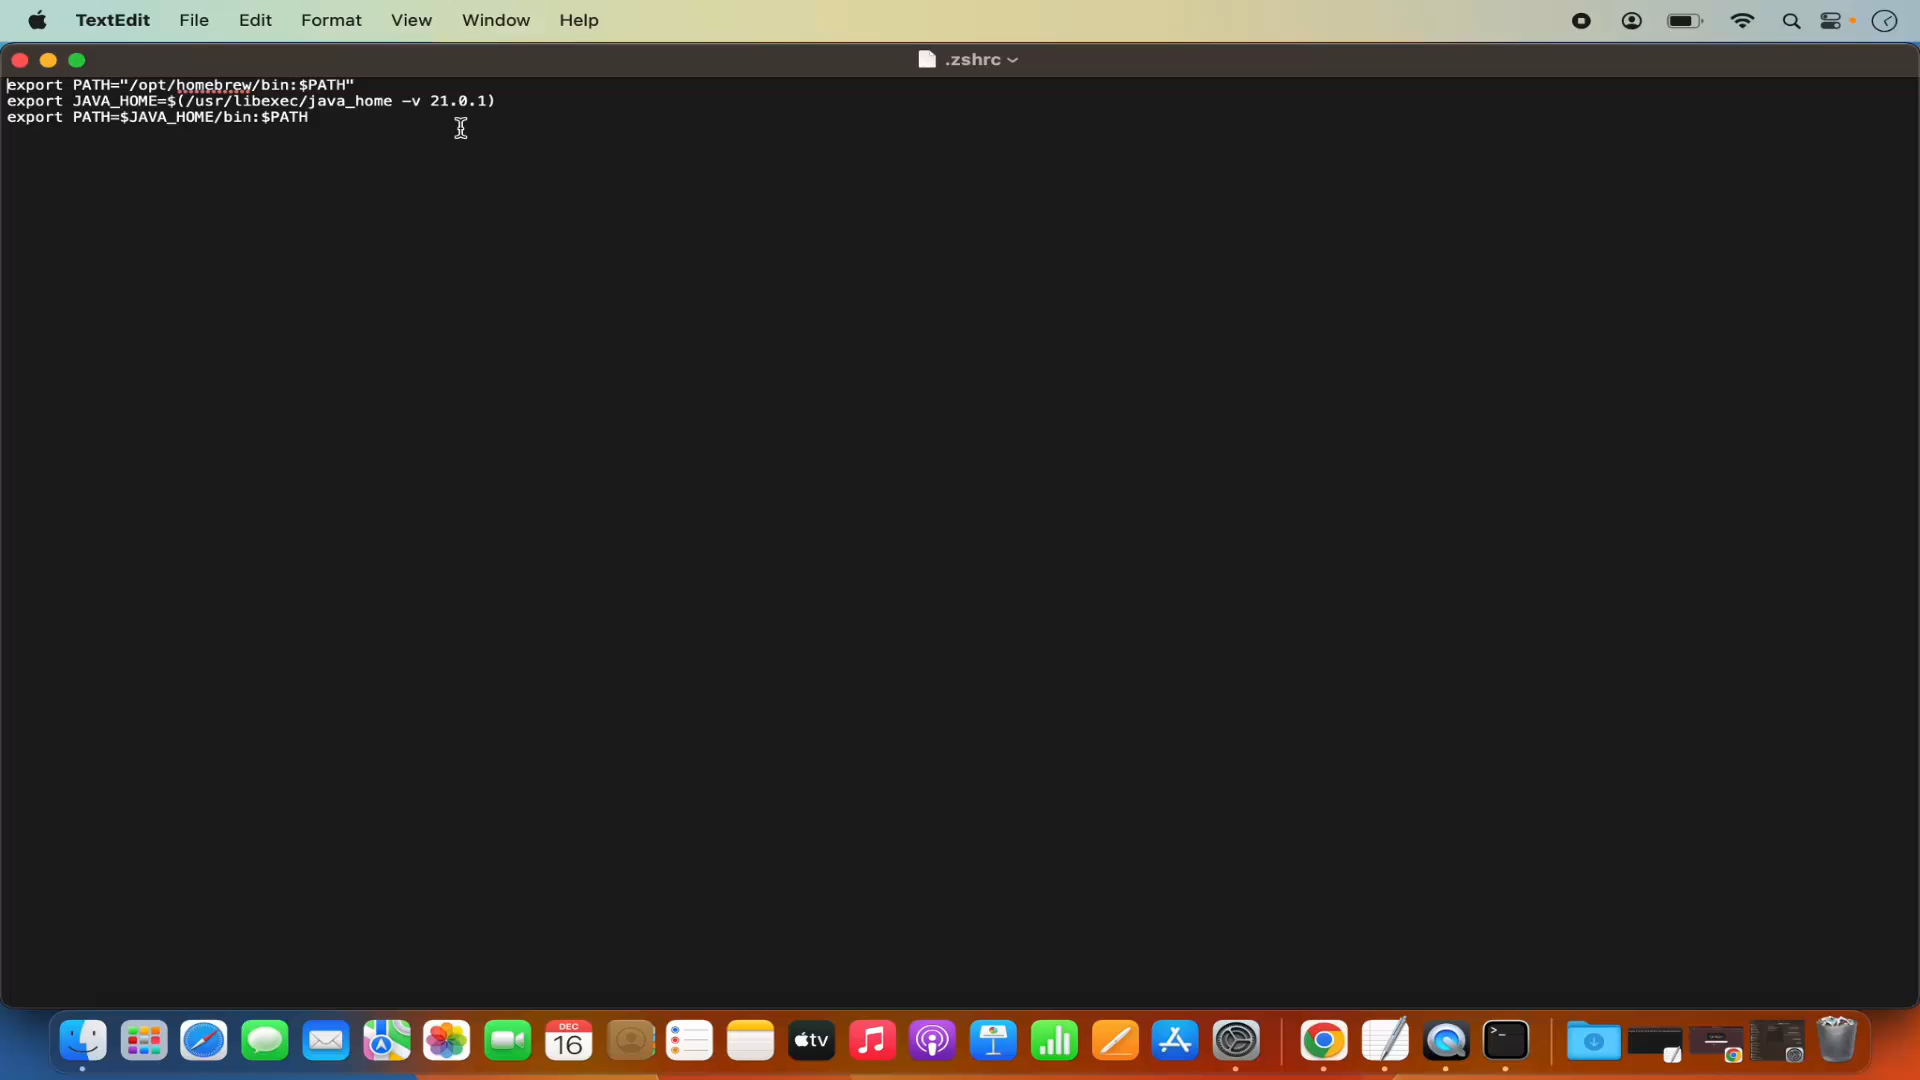 TextEdit File Edit Format View Window Help
.zshrc
export PATH="/opt/homebrew/bin:$PATH"
export JAVA_HOME=$(/usr/libexec/java_home -v 21.0.1)
export PATH=$JAVA_HOME/bin:$PATH
DEC
16
tv
>_